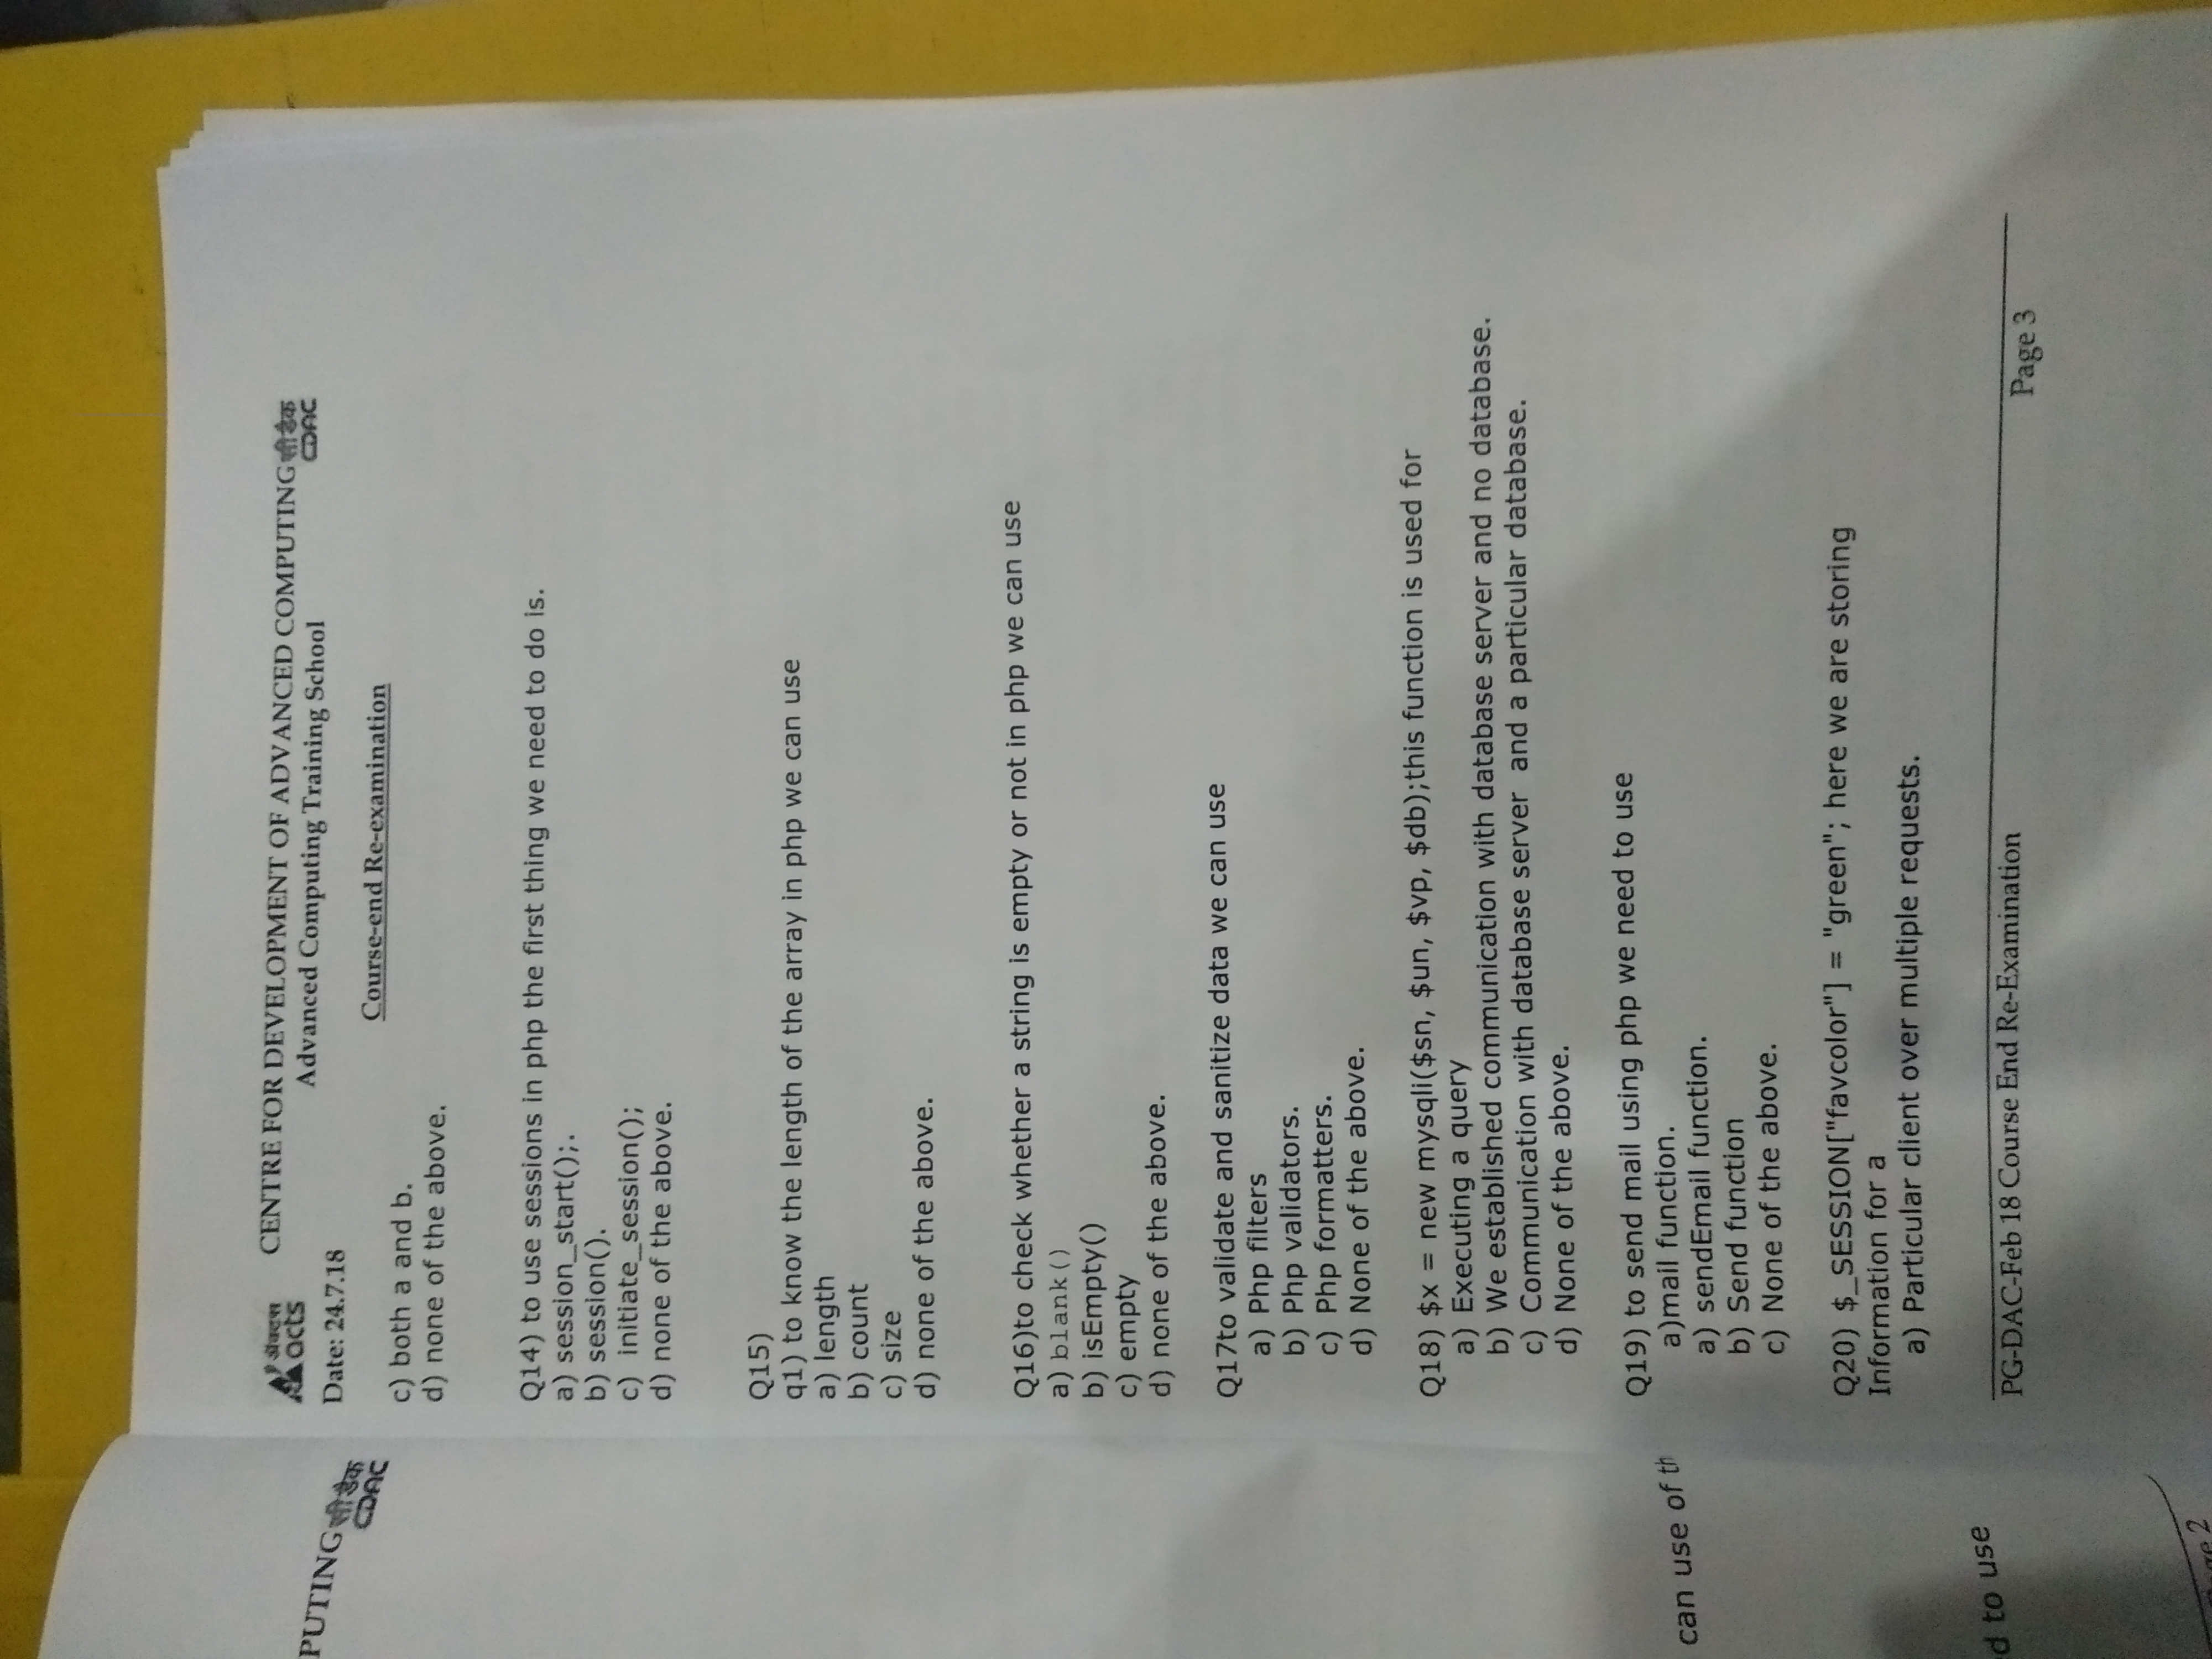 PUTING सीडैक
CDAC
can use of th
d to use
ge 2
ॲक्टस
acts
CENTRE FOR DEVELOPMENT OF ADVANCED COMPUTING सीडैक
Advanced Computing Training School
CDAC
Date: 24.7.18
Course-end Re-examination
c) both a and b.
d) none of the above.
Q14) to use sessions in php the first thing we need to do is.
a) session_start();.
b) session().
c) initiate_session();
d) none of the above.
Q15)
q1) to know the length of the array in php we can use
a) length
b) count
c) size
d) none of the above.
Q16)to check whether a string is empty or not in php we can use
a) blank()
b) isEmpty()
c) empty
d) none of the above.
Q17to validate and sanitize data we can use
a) Php filters
b) Php validators.
c) Php formatters.
d) None of the above.
Q18) $x = new mysqli($sn, $un, $vp, $db);this function is used for
a) Executing a query
b) We established communication with database server and no database.
c) Communication with database server and a particular database.
d) None of the above.
Q19) to send mail using php we need to use
a)mail function.
a) sendEmail function.
b) Send function
c) None of the above.
Q20) $_SESSION["favcolor"] = "green"; here we are storing
Information for a
a) Particular client over multiple requests.
PG-DAC-Feb 18 Course End Re-Examination
Page 3